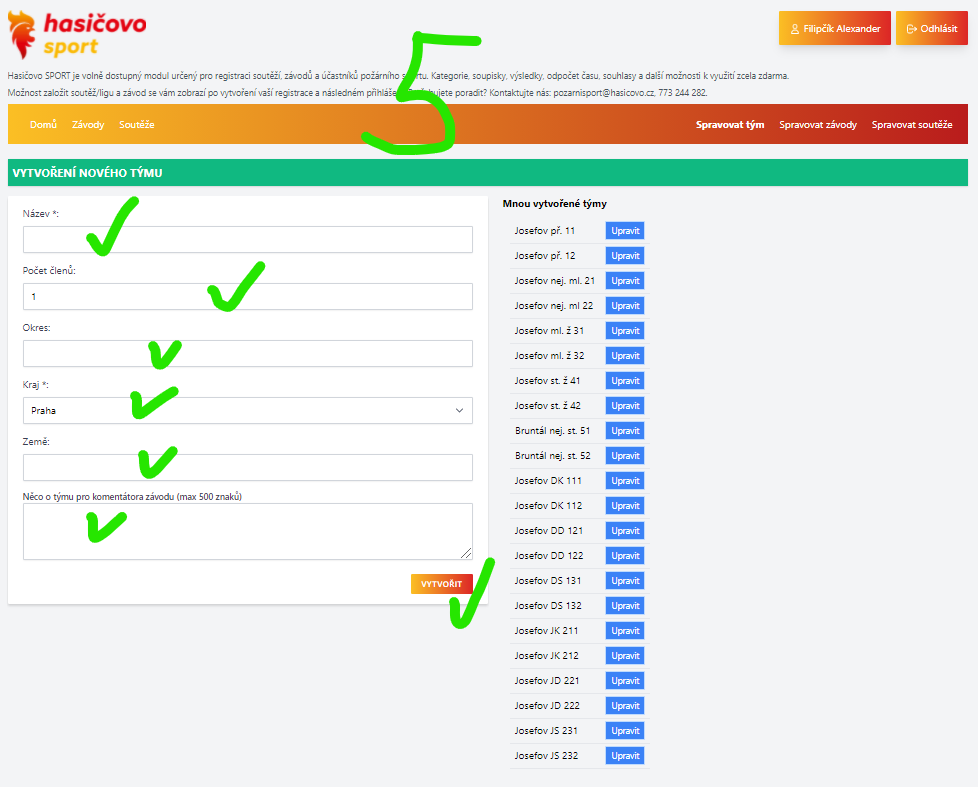 hasičovo
sport
Filipčík Alexander
Odhlásit
5
Hasičovo SPORT je volně dostupný modul určený pro registraci soutěží, závodů a účastníků požárního sportu. Kategorie, soupisky, výsledky, odpočet času, souhlasy a další možnosti k využití zcela zdarma.
Možnost založit soutěž/ligu a závod se vám zobrazí po vytvoření vaší registrace a následném přihláše bujete poradit? Kontaktujte nás: pozarnisport@hasicovo.cz, 773 244 282.
Domů Závody Soutěže Spravovat tým Spravovat závody Spravovat soutěže
VYTVOŘENÍ NOVÉHO TÝMU
Název *:
Počet členů:
1
Okres:
Kraj *:
Praha
Země:
Něco o týmu pro komentátora závodu (max 500 znaků)
VYTVOŘIT
Mnou vytvořené týmy
Josefov př. 11 Upravit
Josefov př. 12 Upravit
Josefov nej. ml. 21 Upravit
Josefov nej. ml 22 Upravit
Josefov ml. ž 31 Upravit
Josefov ml. ž 32 Upravit
Josefov st. ž 41 Upravit
Josefov st. ž 42 Upravit
Bruntál nej. st. 51 Upravit
Bruntál nej. st. 52 Upravit
Josefov DK 111 Upravit
Josefov DK 112 Upravit
Josefov DD 121 Upravit
Josefov DD 122 Upravit
Josefov DS 131 Upravit
Josefov DS 132 Upravit
Josefov JK 211 Upravit
Josefov JK 212 Upravit
Josefov JD 221 Upravit
Josefov JD 222 Upravit
Josefov JS 231 Upravit
Josefov JS 232 Upravit